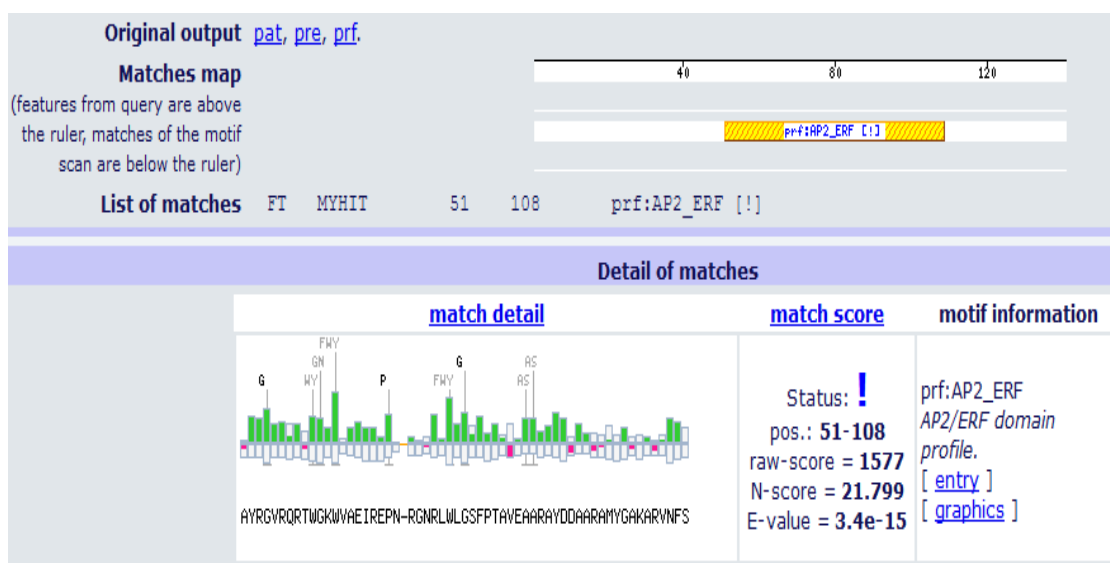 Original output pat, pre, prf.
Matches map
(features from query are above
the ruler, matches of the motif
scan are below the ruler)
40 80 120
prf:AP2_ERF [!]
List of matches FT MYHIT 51 108 prf:AP2_ERF [!]
Detail of matches
match detail match score motif information
FWY
GN G AS
G WY P FWY AS
AYRGVRQRTWGKWVAEIREPN-RGNRLWLGSFPTAVEAARAYDDAARAMYGAKARVNFS
Status: !
pos.: 51-108
raw-score = 1577
N-score = 21.799
E-value = 3.4e-15
prf:AP2_ERF
AP2/ERF domain
profile.
[ entry ]
[ graphics ]